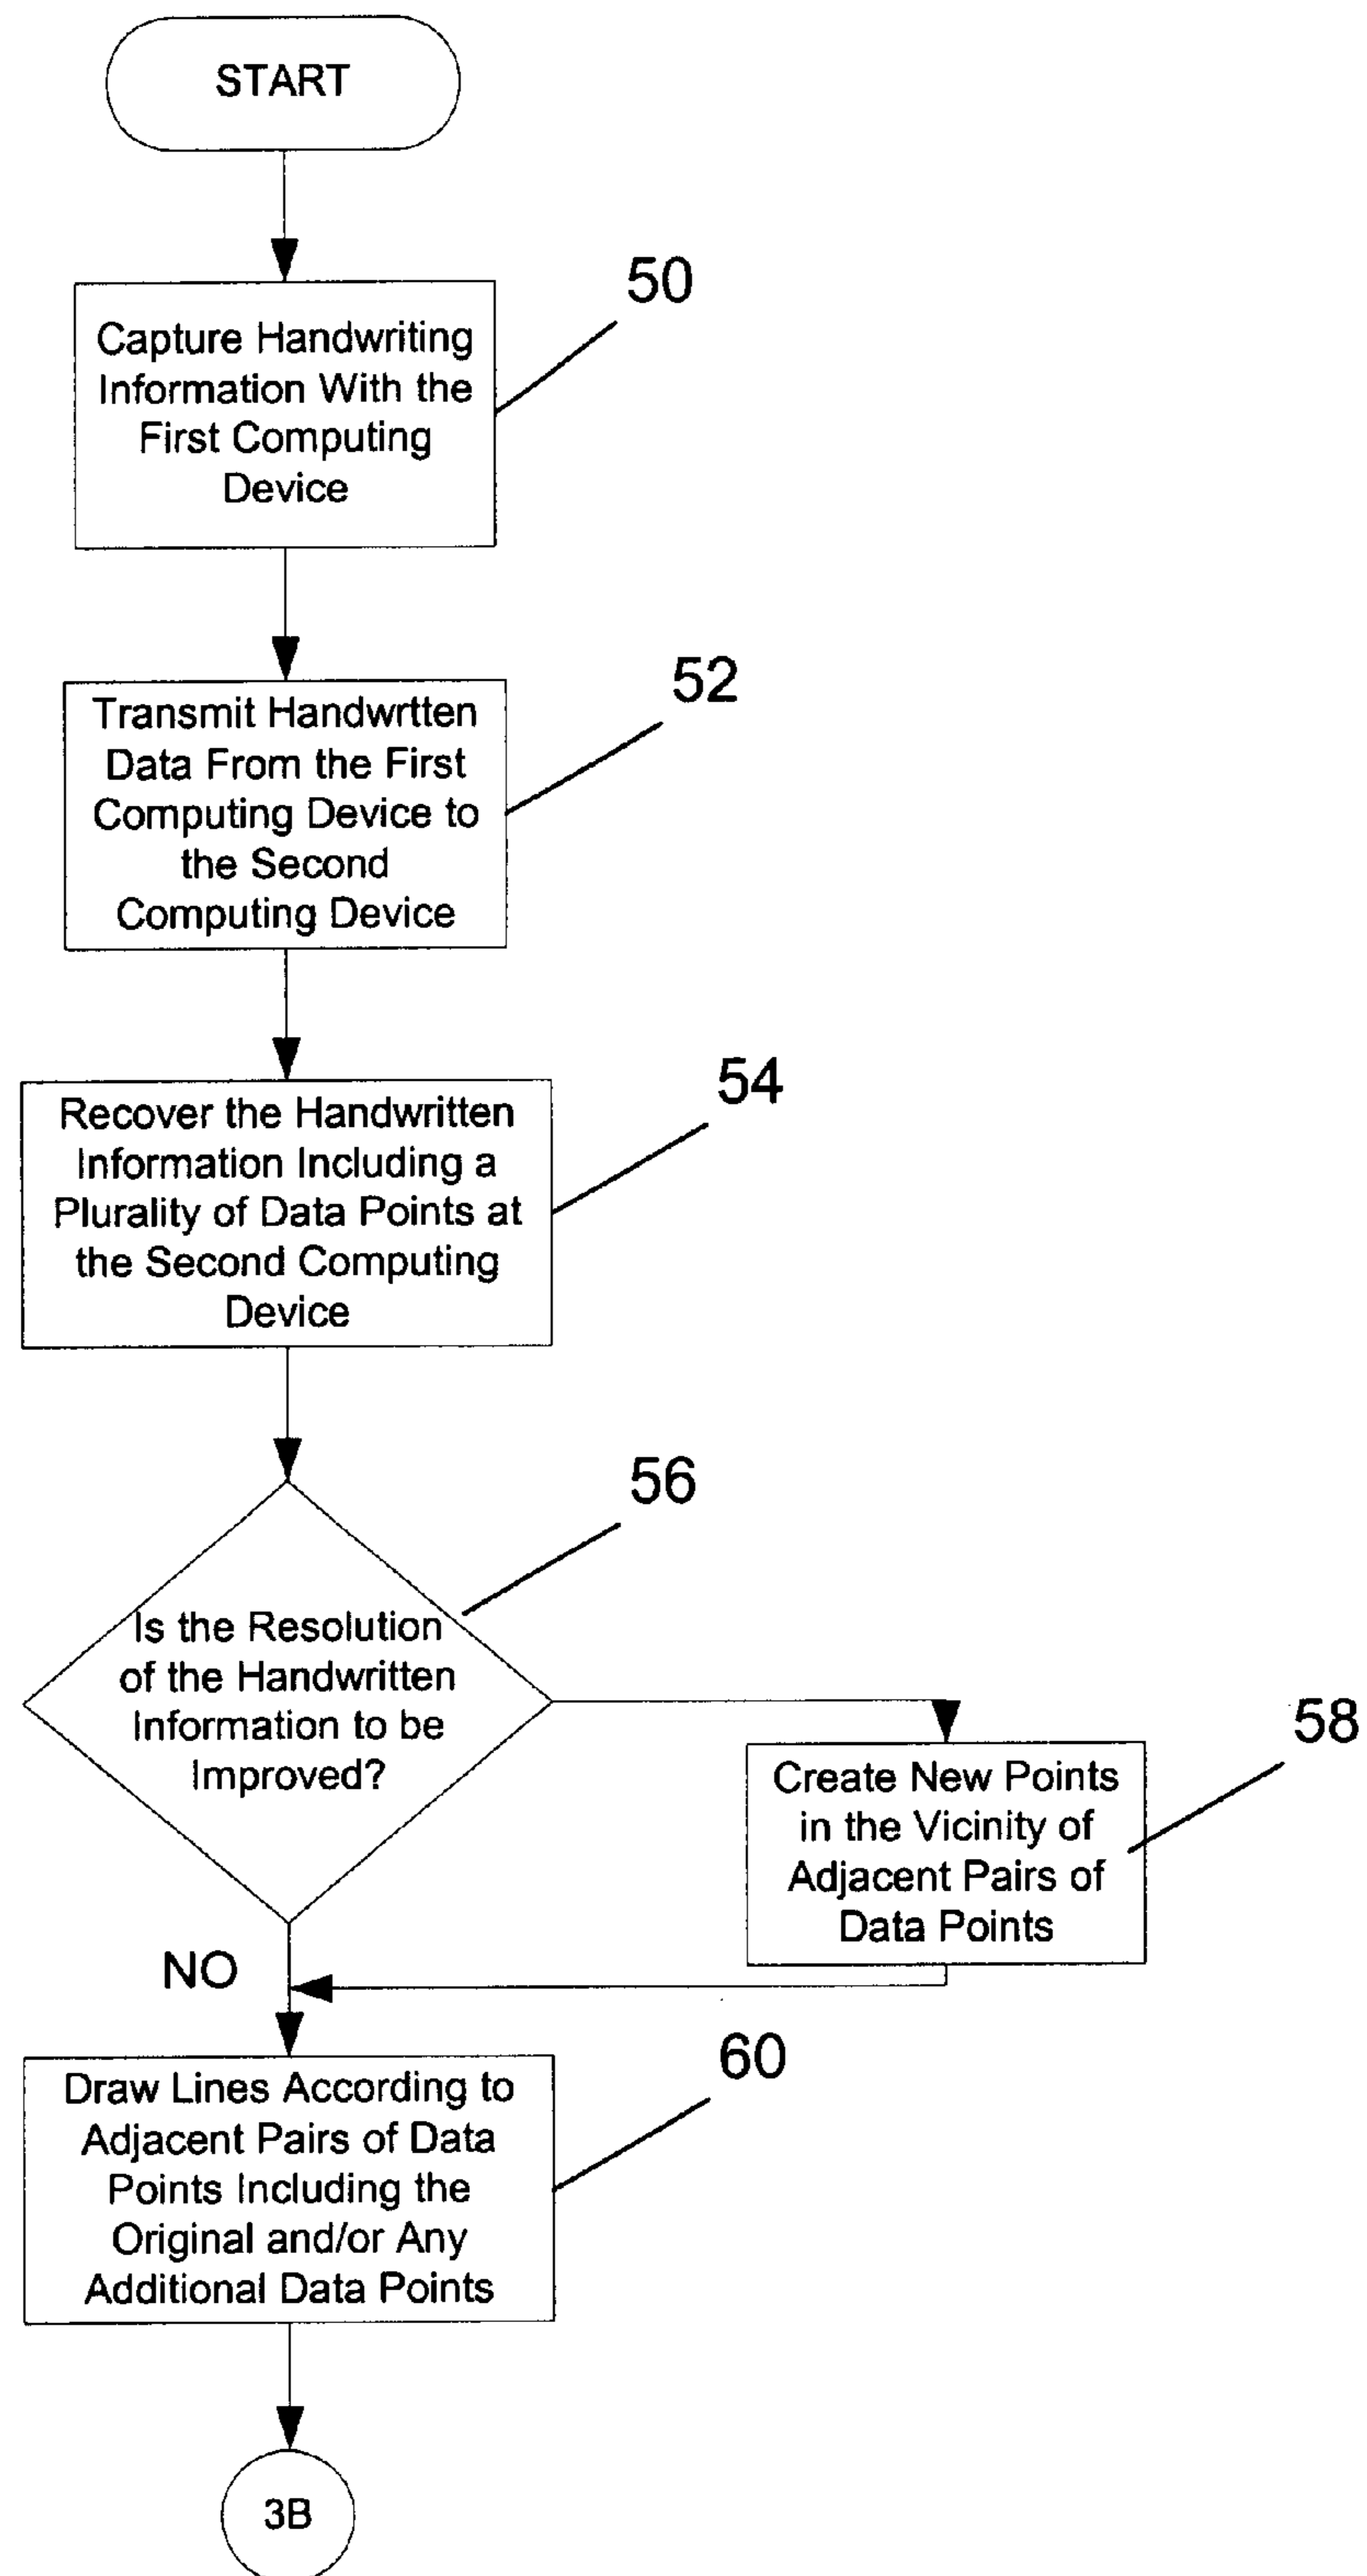 START
50
Capture Handwriting
Information With the
First Computing
Device
52
Transmit Handwrtten
Data From the First
Computing Device to
the Second
Computing Device
54
Recover the Handwritten
Information Including a
Plurality of Data Points at
the Second Computing
Device
56
Is the Resolution
of the Handwritten
Information to be
Improved?
58
Create New Points
in the Vicinity of
Adjacent Pairs of
Data Points
NO
60
Draw Lines According to
Adjacent Pairs of Data
Points Including the
Original and/or Any
Additional Data Points
3B